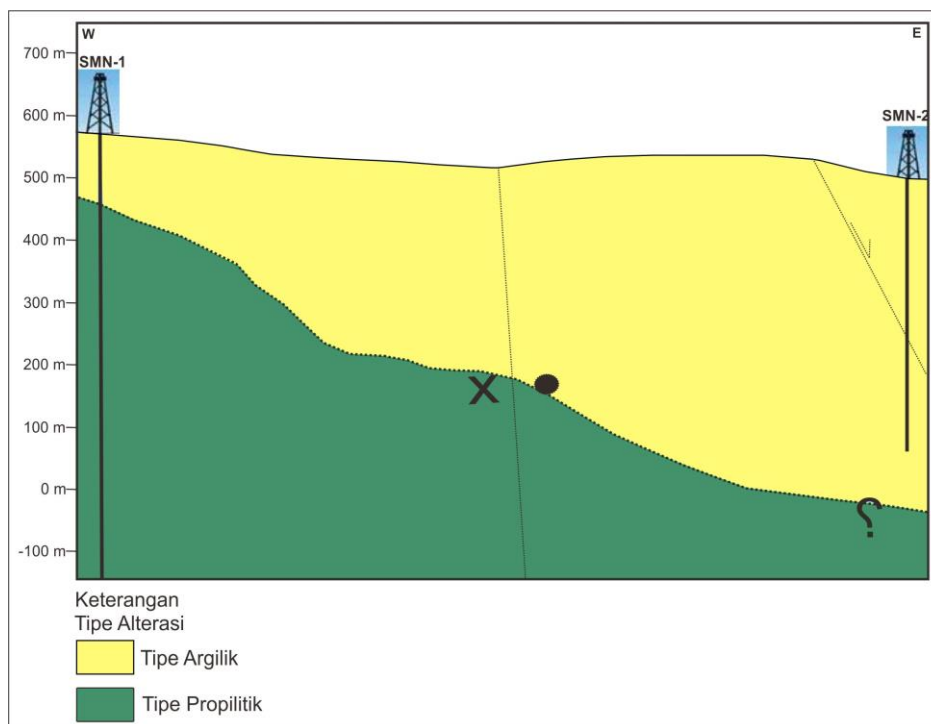 W
E
700 m
SMN-1
600 m
SMN-2
500 m
400 m
300 m
200 m
X
100 m
0 m
?
-100 m
Keterangan
Tipe Alterasi
Tipe Argilik
Tipe Propilitik